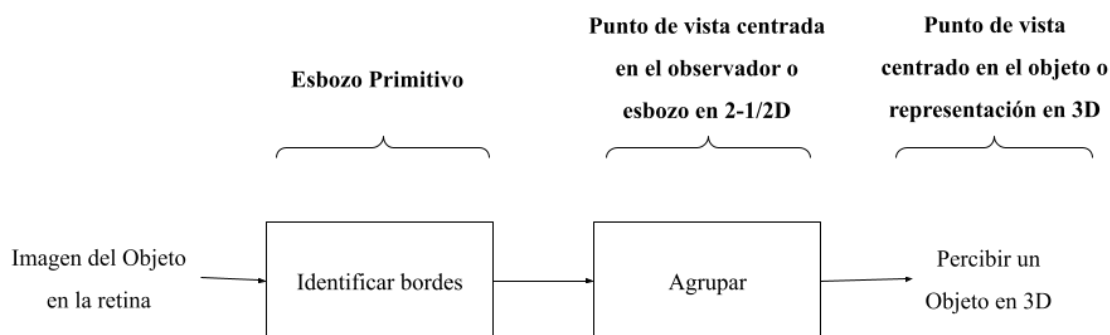 Esbozo Primitivo
Punto de vista centrada
en el observador o
esbozo en 2-1/2D
Punto de vista
centrado en el objeto o
representación en 3D
Imagen del Objeto
en la retina
Identificar bordes
Agrupar
Percibir un
Objeto en 3D